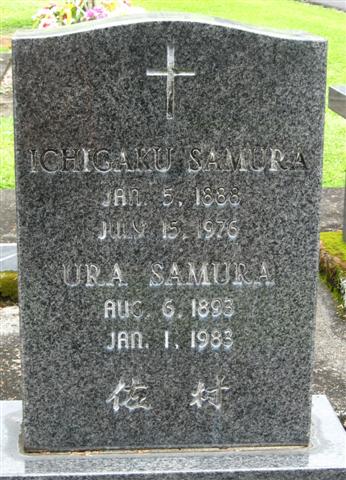 ICHIGAKU SAMURA
JAN. 5, 1888
JULY 15, 1976
URA SAMURA
AUG. 6, 1893
JAN. 1, 1983
佐村